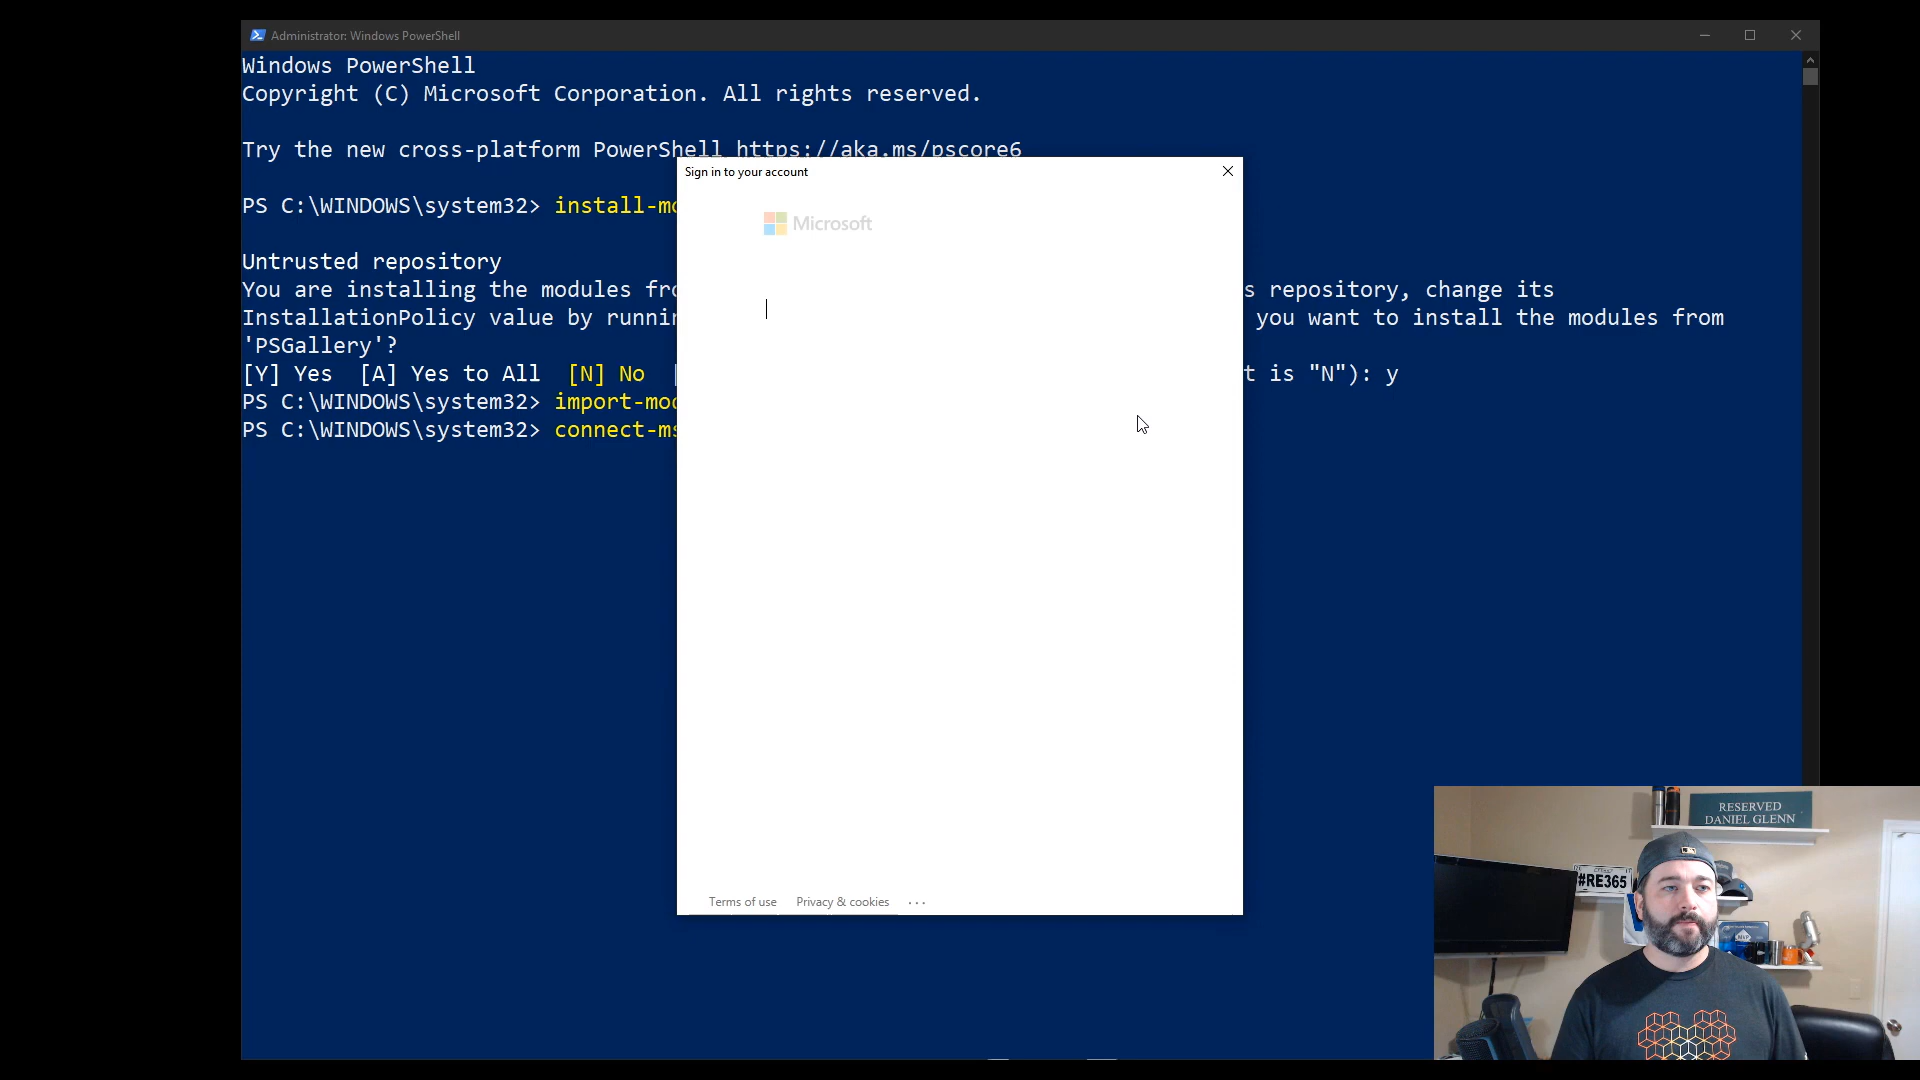 Administrator: Windows PowerShell
Windows PowerShell
Copyright (C) Microsoft Corporation. All rights reserved.
Try the new cross-platform PowerShell https://aka.ms/pscore6
PS C:\WINDOWS\system32> install-mo
Untrusted repository
You are installing the modules fro
s repository, change its
InstallationPolicy value by runnin
you want to install the modules from
'PSGallery'?
[Y] Yes [A] Yes to All [N] No [
t is "N"): y
PS C:\WINDOWS\system32> import-mod
PS C:\WINDOWS\system32> connect-ms
Sign in to your account
Microsoft
Terms of use Privacy & cookies ...
RESERVED
DANIEL GLENN
#RE365
MVP